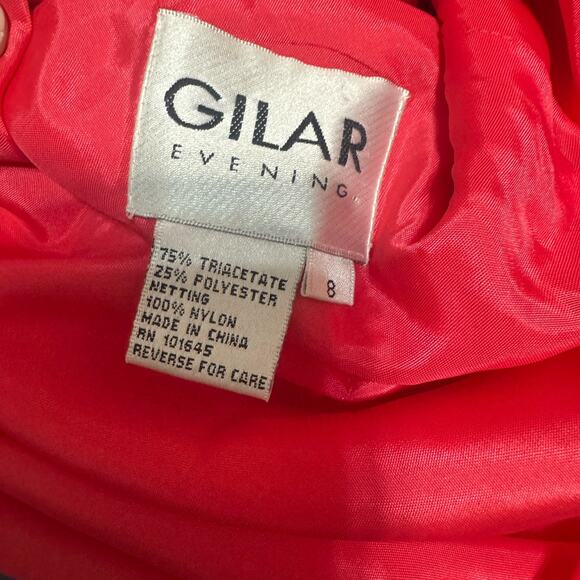 GILAR
EVENING
75% TRIACETATE
25% POLYESTER
NETTING
100% NYLON
MADE IN CHINA
RN 101645
REVERSE FOR CARE
8